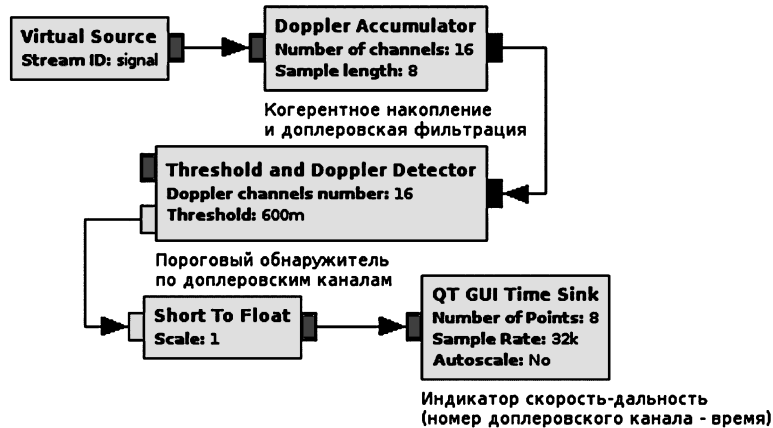 Virtual Source
Stream ID: signal
Doppler Accumulator
Number of channels: 16
Sample length: 8
Когерентное накопление
и доплеровская фильтрация
Threshold and Doppler Detector
Doppler channels number: 16
Threshold: 600m
Пороговый обнаружитель
по доплеровским каналам
Short To Float
Scale: 1
QT GUI Time Sink
Number of Points: 8
Sample Rate: 32k
Autoscale: No
Индикатор скорость-дальность
(номер доплеровского канала - время)